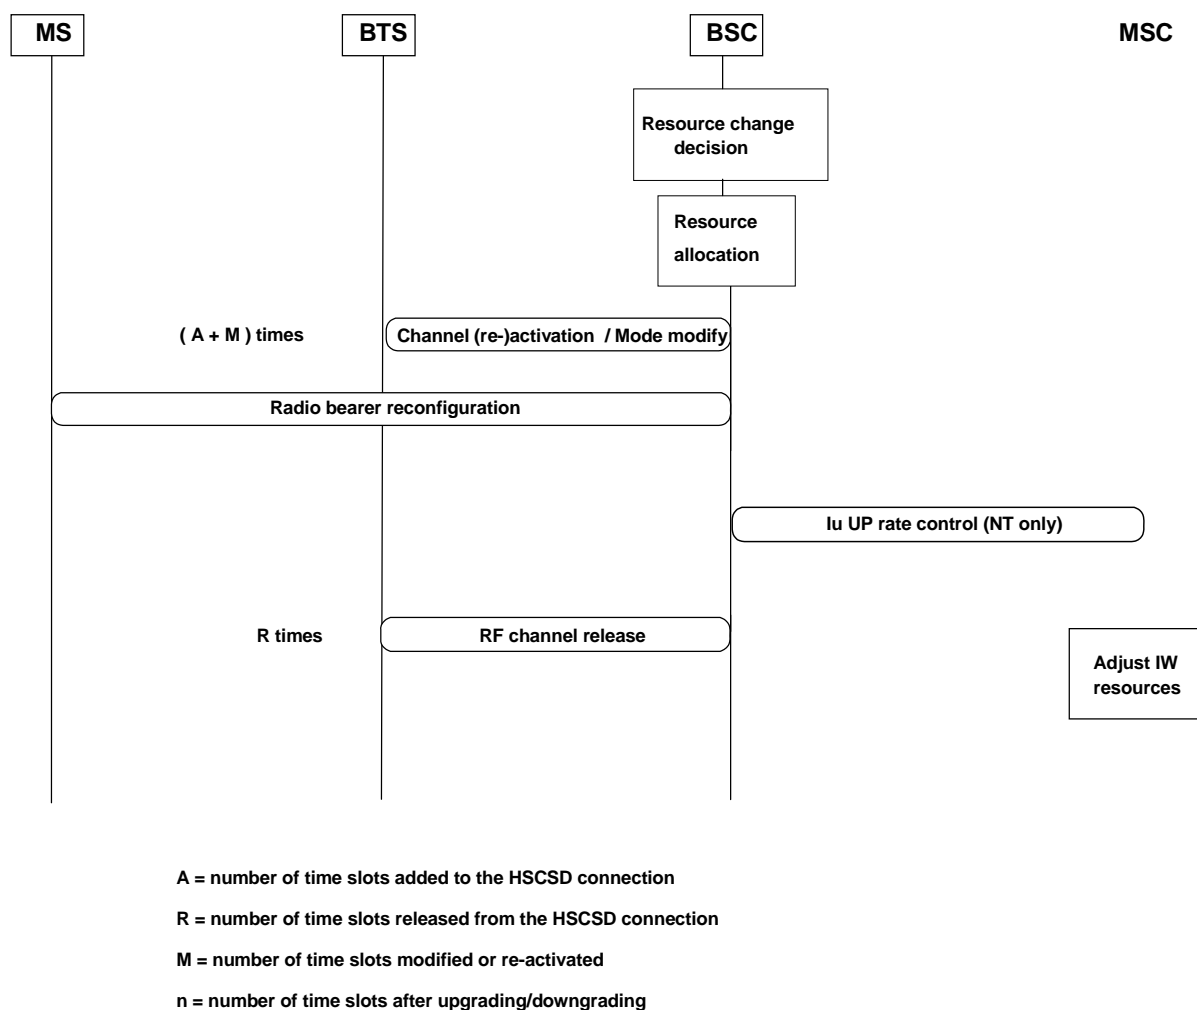 MS BTS BSC MSC
Resource change
decision
Resource
allocation
( A + M ) times Channel (re-)activation / Mode modify
Radio bearer reconfiguration
Iu UP rate control (NT only)
R times RF channel release
Adjust IW
resources
A = number of time slots added to the HSCSD connection
R = number of time slots released from the HSCSD connection
M = number of time slots modified or re-activated
n = number of time slots after upgrading/downgrading